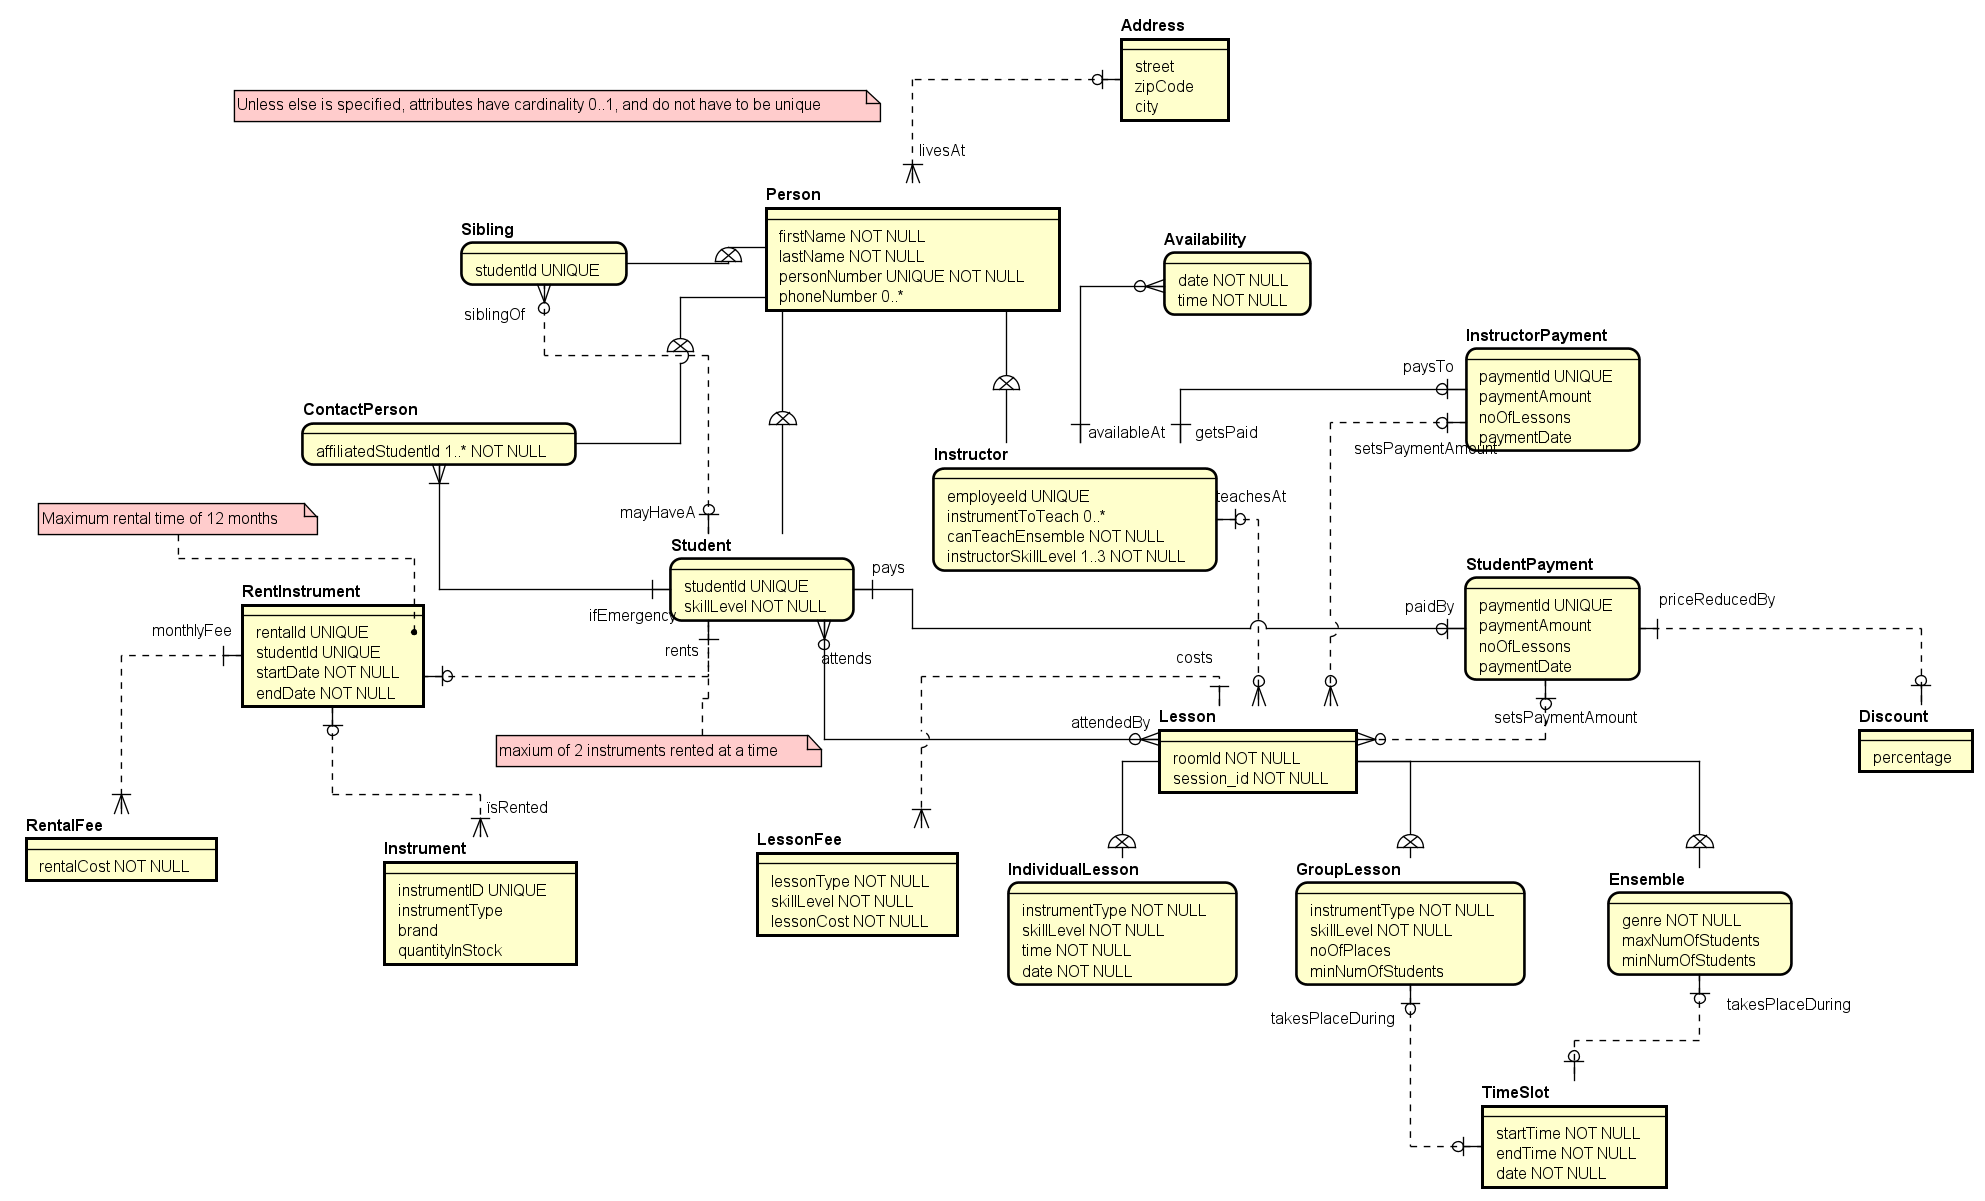 Address
street
zipCode
city
Unless else is specified, attributes have cardinality 0..1, and do not have to be unique
livesAt
Person
firstName NOT NULL
lastName NOT NULL
personNumber UNIQUE NOT NULL
phoneNumber 0..*
Sibling
studentId UNIQUE
siblingOf
Availability
date NOT NULL
time NOT NULL
availableAt
InstructorPayment
paymentId UNIQUE
paymentAmount
noOfLessons
paymentDate
paysTo
getsPaid
setsPaymentAmount
ContactPerson
affiliatedStudentId 1..* NOT NULL
Instructor
employeeId UNIQUE
instrumentToTeach 0..*
canTeachEnsemble NOT NULL
instructorSkillLevel 1..3 NOT NULL
teachesAt
Maximum rental time of 12 months
mayHaveA
Student
studentId UNIQUE
skillLevel NOT NULL
pays
ifEmergency
rents
attends
StudentPayment
paymentId UNIQUE
paymentAmount
noOfLessons
paymentDate
paidBy
priceReducedBy
RentInstrument
rentalId UNIQUE
studentId UNIQUE
startDate NOT NULL
endDate NOT NULL
monthlyFee
costs
setsPaymentAmount
attendedBy
Lesson
roomId NOT NULL
session_id NOT NULL
Discount
percentage
maxium of 2 instruments rented at a time
isRented
RentalFee
rentalCost NOT NULL
Instrument
instrumentID UNIQUE
instrumentType
brand
quantityInStock
LessonFee
lessonType NOT NULL
skillLevel NOT NULL
lessonCost NOT NULL
IndividualLesson
instrumentType NOT NULL
skillLevel NOT NULL
time NOT NULL
date NOT NULL
GroupLesson
instrumentType NOT NULL
skillLevel NOT NULL
noOfPlaces
minNumOfStudents
Ensemble
genre NOT NULL
maxNumOfStudents
minNumOfStudents
takesPlaceDuring
takesPlaceDuring
TimeSlot
startTime NOT NULL
endTime NOT NULL
date NOT NULL